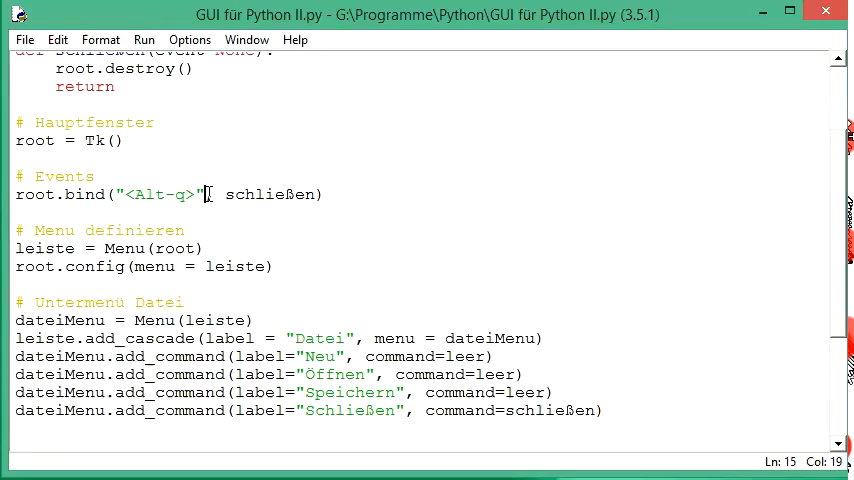 GUI für Python II.py - G:\Programme\Python\GUI für Python II.py (3.5.1)
File Edit Format Run Options Window Help
def schließen(event=None):
root.destroy()
return
# Hauptfenster
root = Tk()
# Events
root.bind("<Alt-q>", schließen)
# Menu definieren
leiste = Menu(root)
root.config(menu = leiste)
# Untermenü Datei
dateiMenu = Menu(leiste)
leiste.add_cascade(label = "Datei", menu = dateiMenu)
dateiMenu.add_command(label="Neu", command=leer)
dateiMenu.add_command(label="Öffnen", command=leer)
dateiMenu.add_command(label="Speichern", command=leer)
dateiMenu.add_command(label="Schließen", command=schließen)
Ln: 15 Col: 19